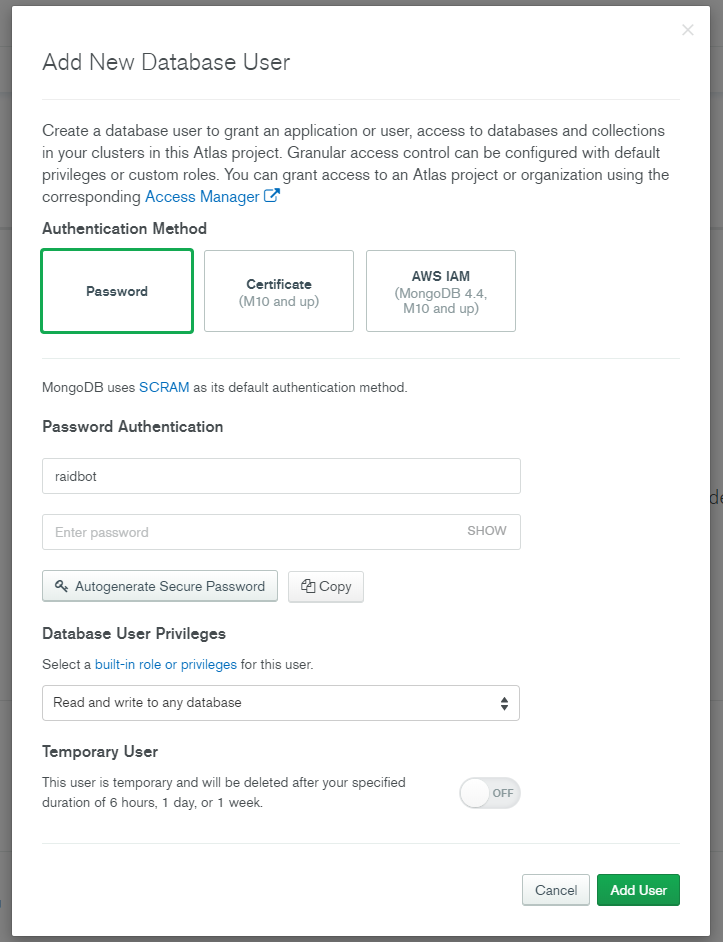 ×
Add New Database User
Create a database user to grant an application or user, access to databases and collections
in your clusters in this Atlas project. Granular access control can be configured with default
privileges or custom roles. You can grant access to an Atlas project or organization using the
corresponding Access Manager
Authentication Method
Password
Certificate
(M10 and up)
AWS IAM
(MongoDB 4.4,
M10 and up)
MongoDB uses SCRAM as its default authentication method.
Password Authentication
raidbot
Enter password SHOW
Autogenerate Secure Password Copy
Database User Privileges
Select a built-in role or privileges for this user.
Read and write to any database
Temporary User
This user is temporary and will be deleted after your specified
duration of 6 hours, 1 day, or 1 week.
OFF
Cancel Add User